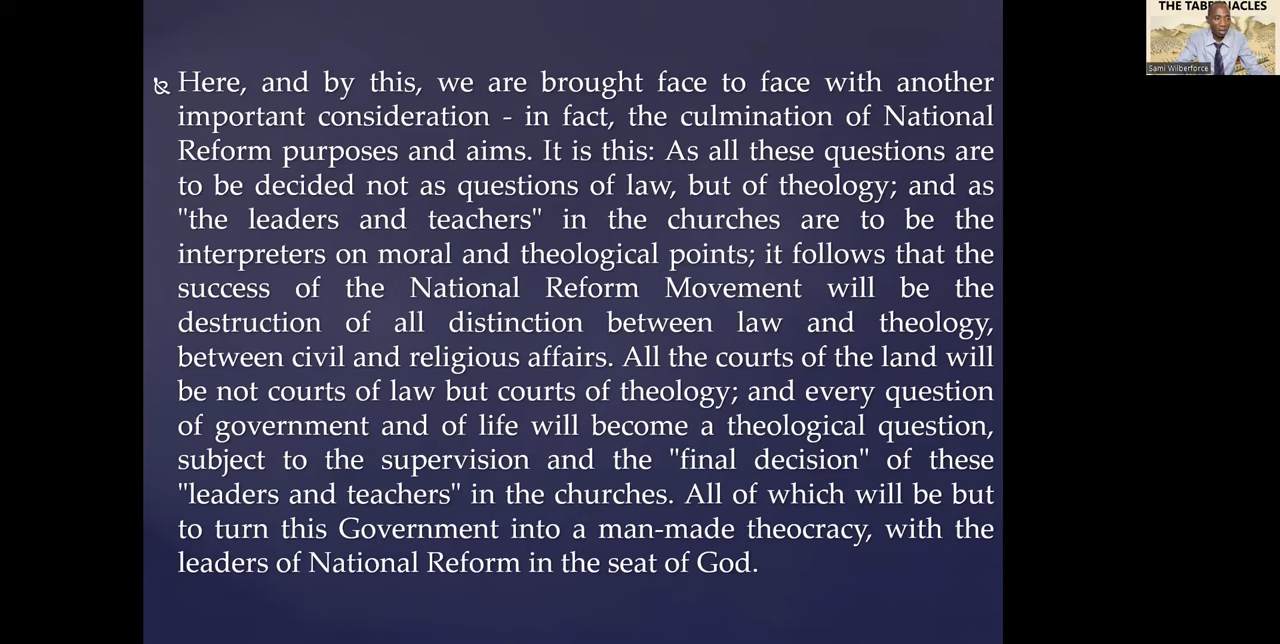 THE TABERNACLES
Sami Wilberforce
Here, and by this, we are brought face to face with another
important consideration - in fact, the culmination of National
Reform purposes and aims. It is this: As all these questions are
to be decided not as questions of law, but of theology; and as
"the leaders and teachers" in the churches are to be the
interpreters on moral and theological points; it follows that the
success of the National Reform Movement will be the
destruction of all distinction between law and theology,
between civil and religious affairs. All the courts of the land will
be not courts of law but courts of theology; and every question
of government and of life will become a theological question,
subject to the supervision and the "final decision" of these
"leaders and teachers" in the churches. All of which will be but
to turn this Government into a man-made theocracy, with the
leaders of National Reform in the seat of God.